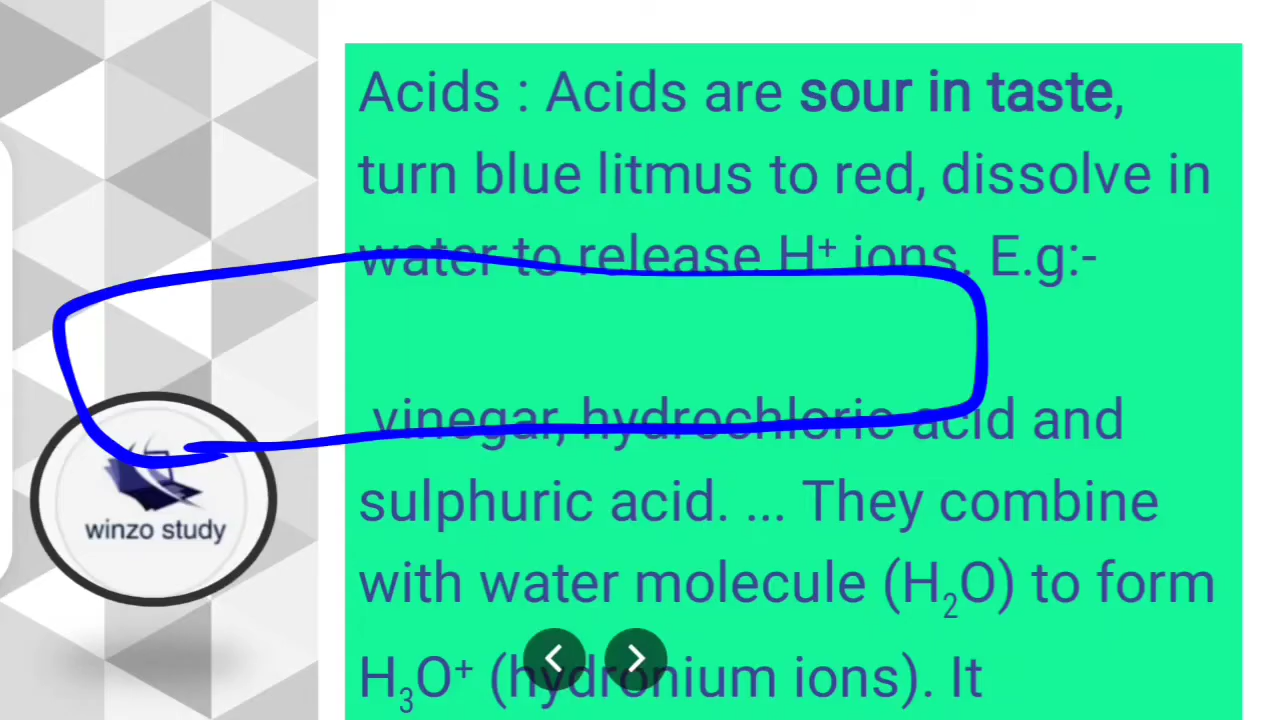 Acids : Acids are sour in taste,
turn blue litmus to red, dissolve in
water to release H⁺ ions. E.g:-
vinegar, hydrochloric acid and
sulphuric acid. ... They combine
with water molecule (H₂O) to form
H₃O⁺ (hydronium ions). It
winzo study